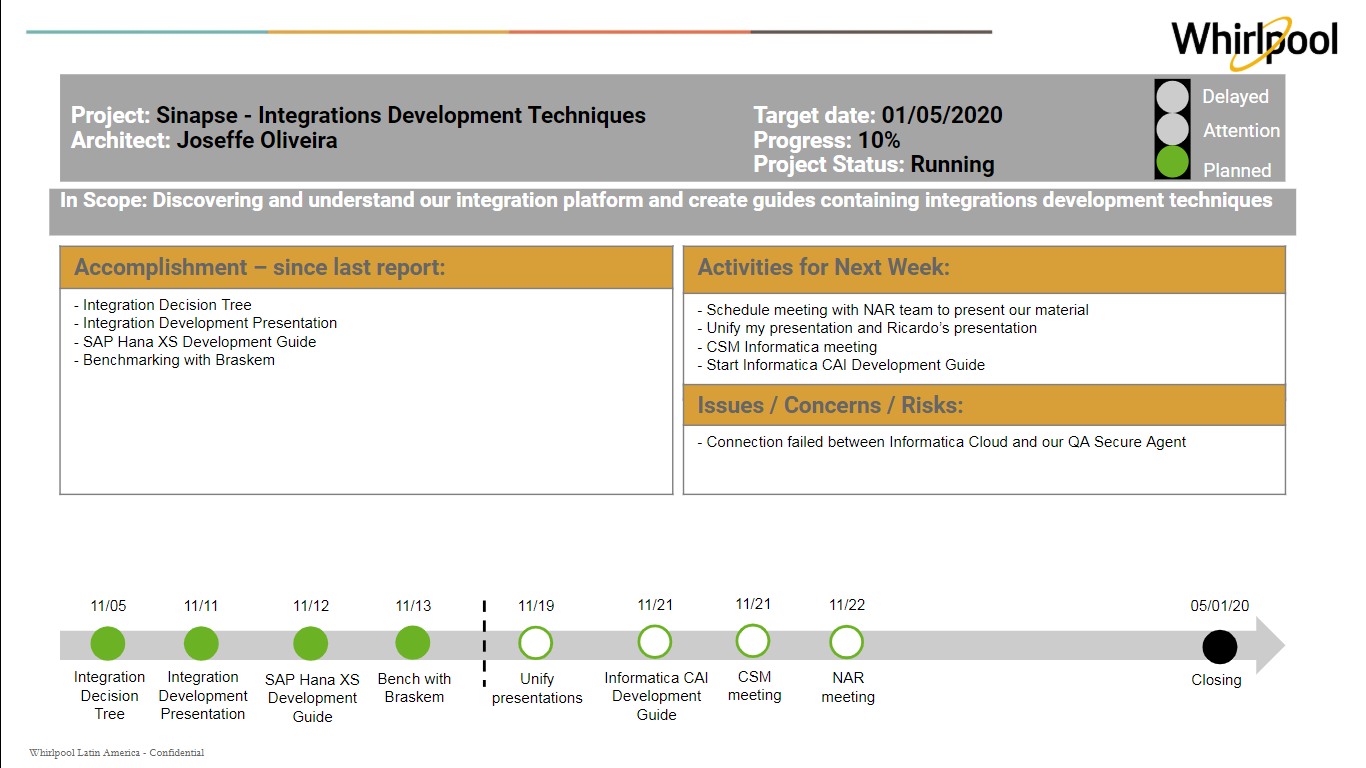 Whirlpool
Project: Sinapse - Integrations Development Techniques
Architect: Joseffe Oliveira
Target date: 01/05/2020
Progress: 10%
Project Status: Running
Delayed
Attention
Planned
In Scope: Discovering and understand our integration platform and create guides containing integrations development techniques
Accomplishment – since last report:
- Integration Decision Tree
- Integration Development Presentation
- SAP Hana XS Development Guide
- Benchmarking with Braskem
Activities for Next Week:
- Schedule meeting with NAR team to present our material
- Unify my presentation and Ricardo’s presentation
- CSM Informatica meeting
- Start Informatica CAI Development Guide
Issues / Concerns / Risks:
- Connection failed between Informatica Cloud and our QA Secure Agent
11/05
Integration
Decision
Tree
11/11
Integration
Development
Presentation
11/12
SAP Hana XS
Development
Guide
11/13
Bench with
Braskem
11/19
Unify
presentations
11/21
Informatica CAI
Development
Guide
11/21
CSM
meeting
11/22
NAR
meeting
05/01/20
Closing
Whirlpool Latin America - Confidential